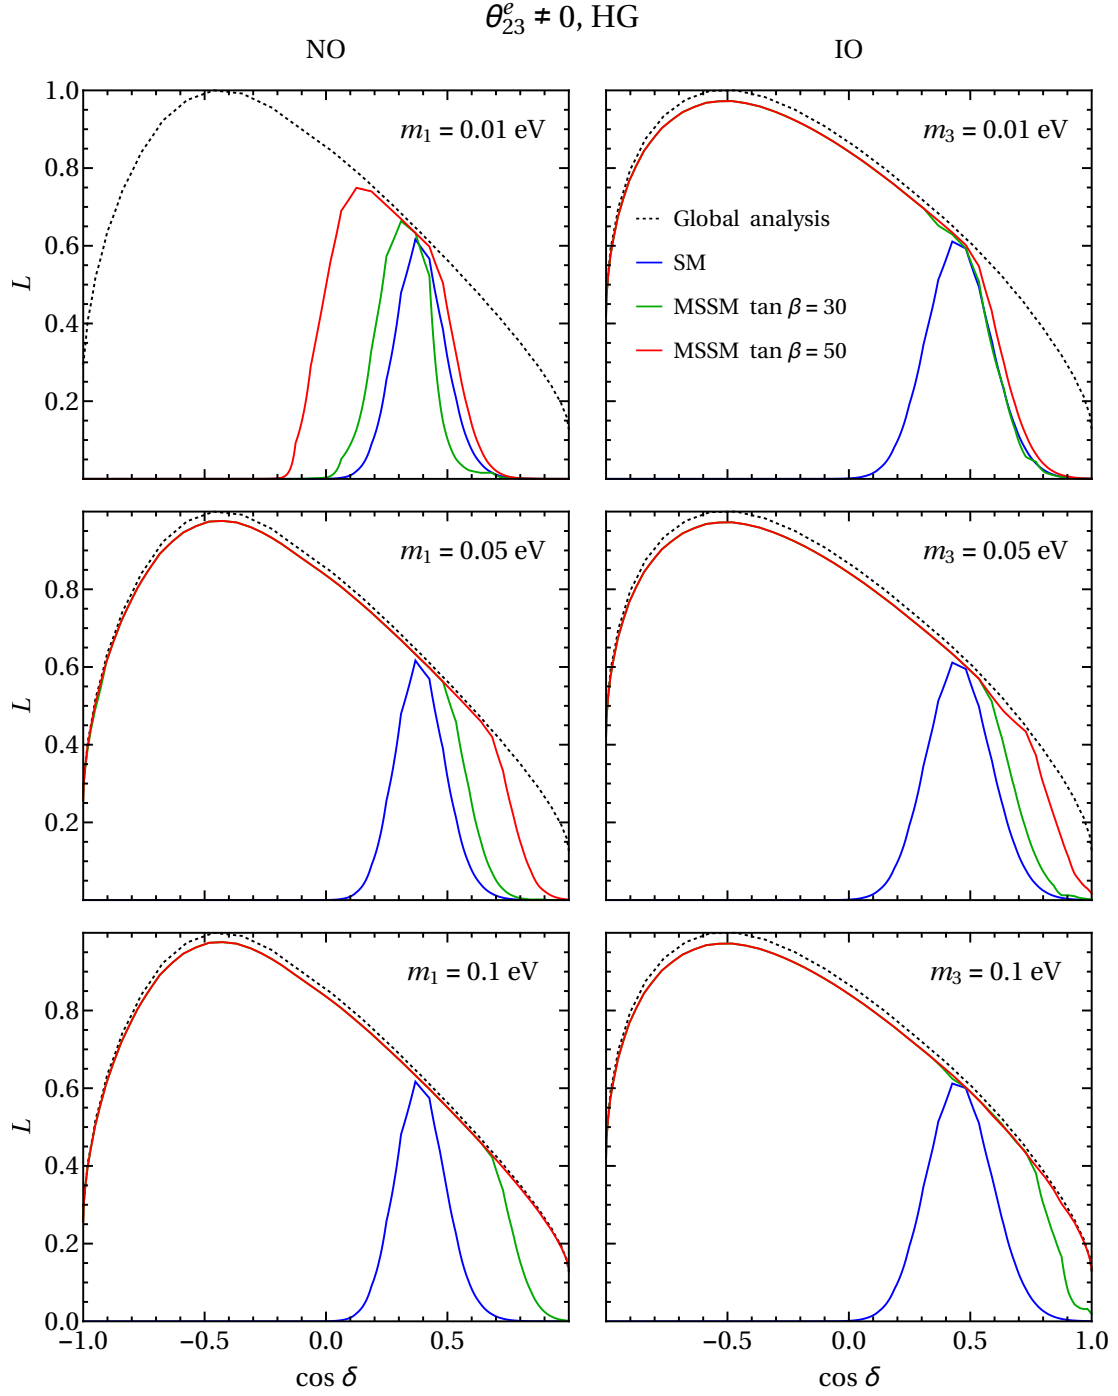 θ₂₃ᵉ ≠ 0, HG
NO
IO
1.0
0.8
0.6
0.4
0.2
L
m₁ = 0.01 eV
m₃ = 0.01 eV
Global analysis
SM
MSSM tan β = 30
MSSM tan β = 50
0.8
0.6
0.4
0.2
L
m₁ = 0.05 eV
m₃ = 0.05 eV
0.8
0.6
0.4
0.2
0.0
L
m₁ = 0.1 eV
m₃ = 0.1 eV
−1.0 −0.5 0.0 0.5
−0.5 0.0 0.5 1.0
cos δ
cos δ